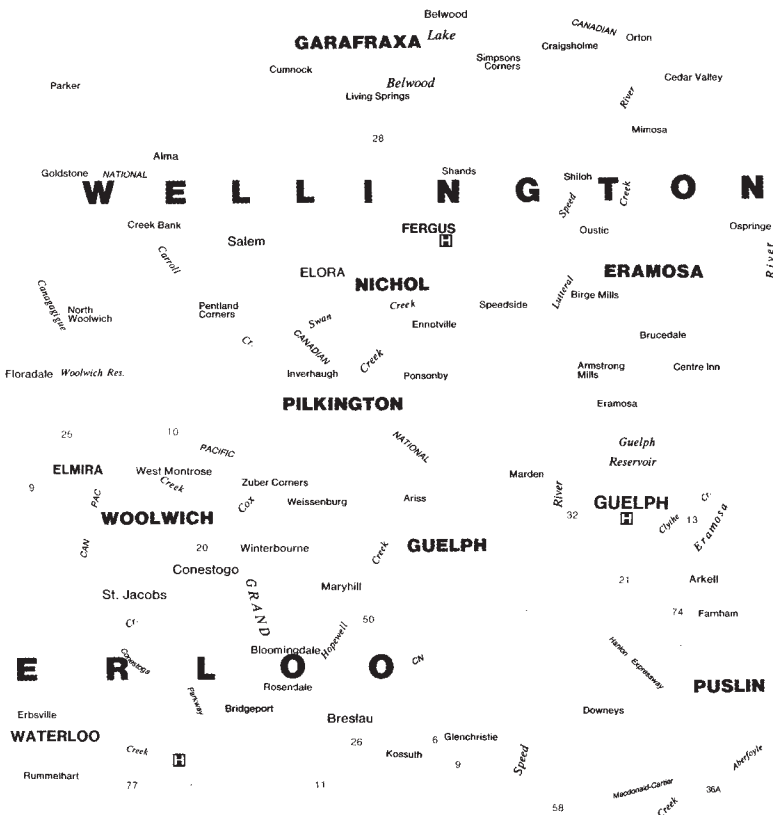 Belwood
GARAFRAXA
Lake
CANADIAN
Orton
Craigsholme
Simpsons
Corners
Cumnock
Belwood
Cedar Valley
Parker
Living Springs
River
Mimosa
28
Alma
Goldstone
NATIONAL
Shands
Shiloh
WELLINGTON
Speed
Creek
Creek Bank
FERGUS
H
Oustic
Ospringe
Salem
Carroll
River
ELORA
NICHOL
ERAMOSA
Canagagigue
Lutteral
Birge Mills
North
Woolwich
Pentland
Corners
Creek
Speedside
Swan
Ennotville
Cr.
CANADIAN
Brucedale
Creek
Floradale
Woolwich Res.
Inverhaugh
Ponsonby
Armstrong
Mills
Centre Inn
PILKINGTON
Eramosa
25
10
PACIFIC
NATIONAL
Guelph
Reservoir
ELMIRA
West Montrose
Creek
Zuber Corners
Marden
9
PAC
Cox
Weissenburg
Ariss
River
GUELPH
H
Cr.
WOOLWICH
32
Clythe
13
Eramosa
CAN
20
Winterbourne
Creek
GUELPH
Conestogo
St. Jacobs
GRAND
Maryhill
21
Arkell
Cr.
50
74
Farnham
Hopewell
Bloomingdale
CN
Hanlon Expressway
ERLOO
Conestoga
Rosendale
Parkway
PUSLIN
Erbsville
Bridgeport
Breslau
Downeys
WATERLOO
Creek
H
26
Kossuth
6
Glenchristie
9
Speed
Aberfoyle
Rummelhart
77
11
Macdonald-Cartier
36A
58
Creek